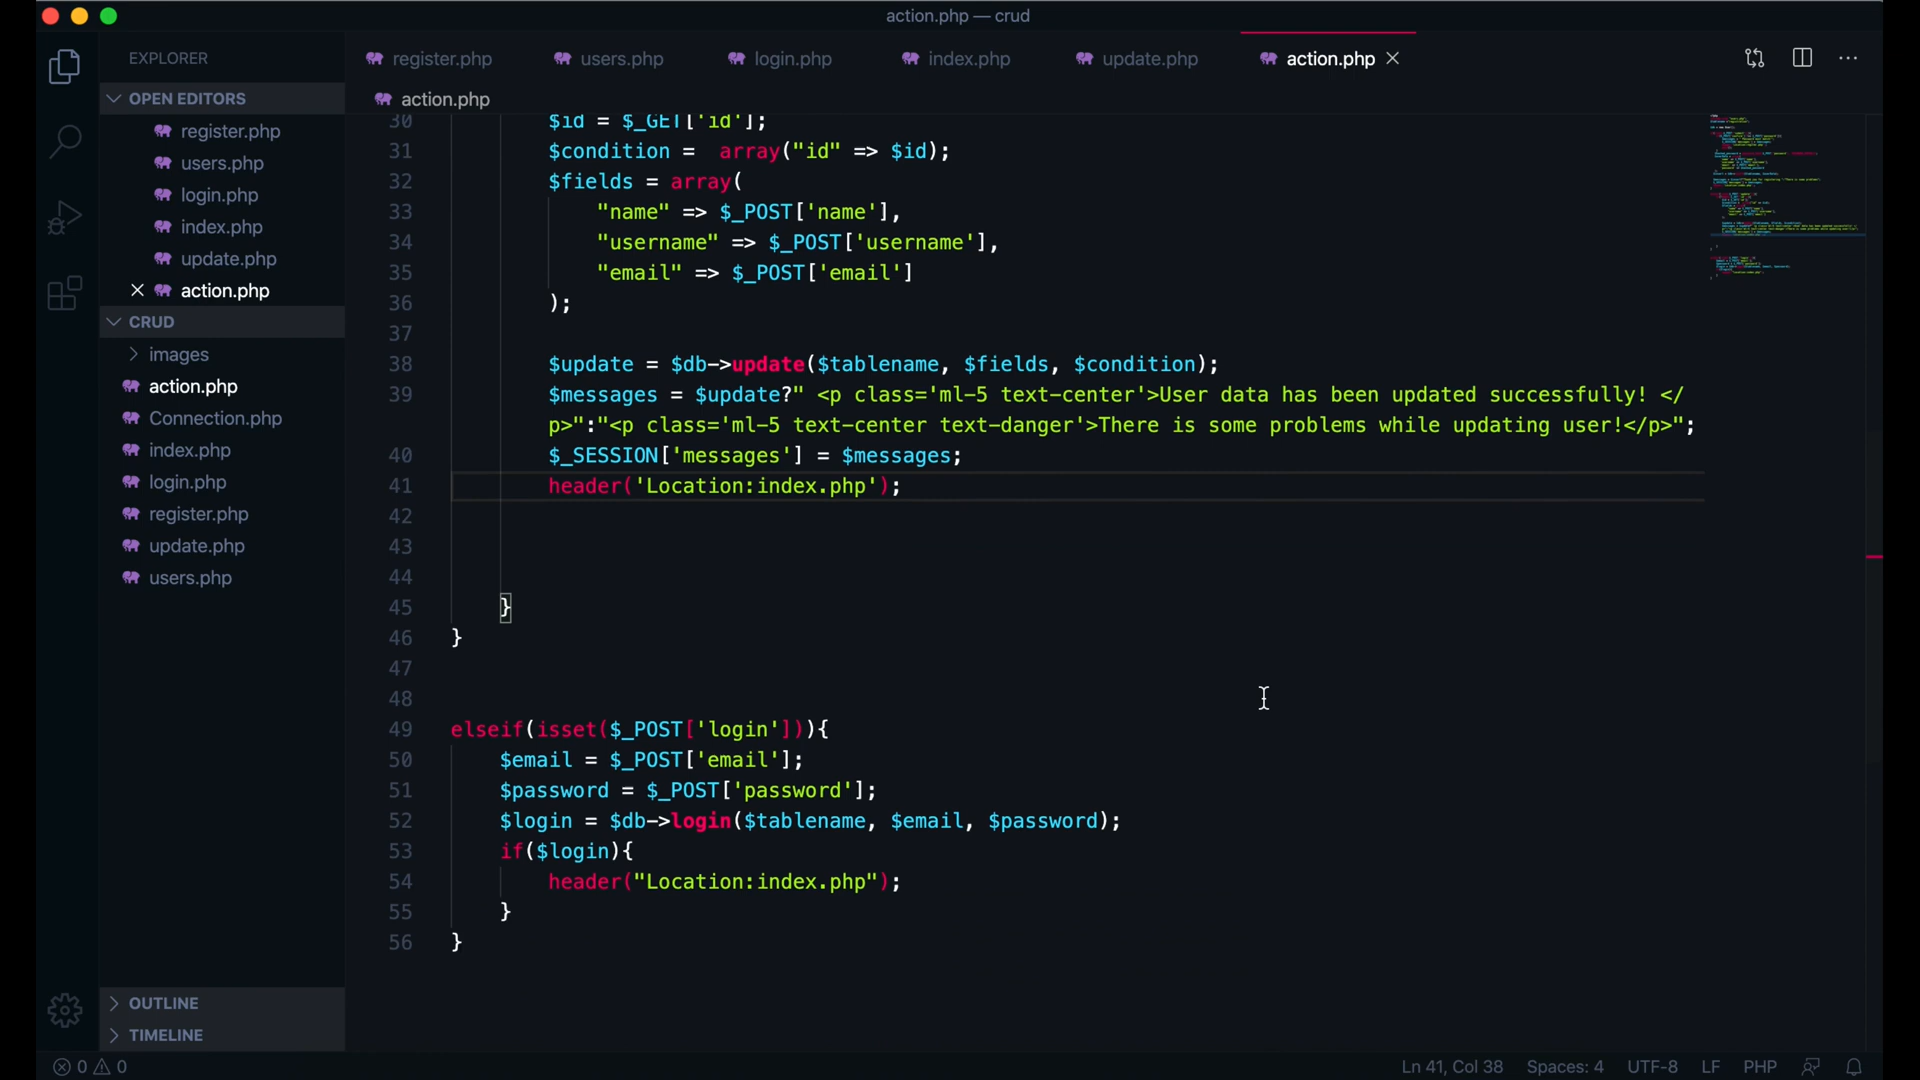 action.php — crud
EXPLORER
register.php
users.php
login.php
index.php
update.php
action.php
OPEN EDITORS
register.php
users.php
login.php
index.php
update.php
action.php
CRUD
images
action.php
Connection.php
index.php
login.php
register.php
update.php
users.php
OUTLINE
TIMELINE
action.php
30 $id = $_GET['id'];
31 $condition =  array("id" => $id);
32 $fields = array(
33 "name" => $_POST['name'],
34 "username" => $_POST['username'],
35 "email" => $_POST['email']
36 );
37
38 $update = $db->update($tablename, $fields, $condition);
39 $messages = $update?" <p class='ml-5 text-center'>User data has been updated successfully! </
p>":"<p class='ml-5 text-center text-danger'>There is some problems while updating user!</p>";
40 $_SESSION['messages'] = $messages;
41 header('Location:index.php');
42
43
44
45 }
46 }
47
48
49 elseif(isset($_POST['login'])){
50 $email = $_POST['email'];
51 $password = $_POST['password'];
52 $login = $db->login($tablename, $email, $password);
53 if($login){
54 header("Location:index.php");
55 }
56 }
0 0
Ln 41, Col 38
Spaces: 4
UTF-8
LF
PHP